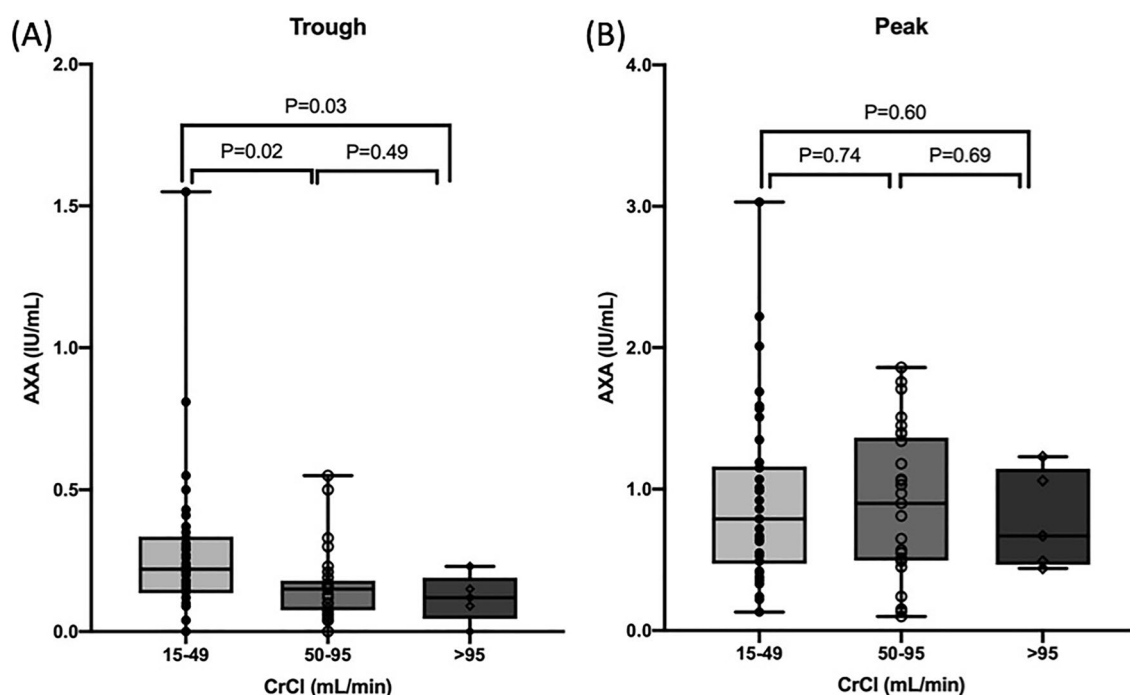 (A)
Trough
2.0
1.5
1.0
0.5
0.0
AXA (IU/mL)
P=0.03
P=0.02
P=0.49
15-49
50-95
>95
CrCl (mL/min)
(B)
Peak
4.0
3.0
2.0
1.0
0.0
AXA (IU/mL)
P=0.60
P=0.74
P=0.69
15-49
50-95
>95
CrCl (mL/min)